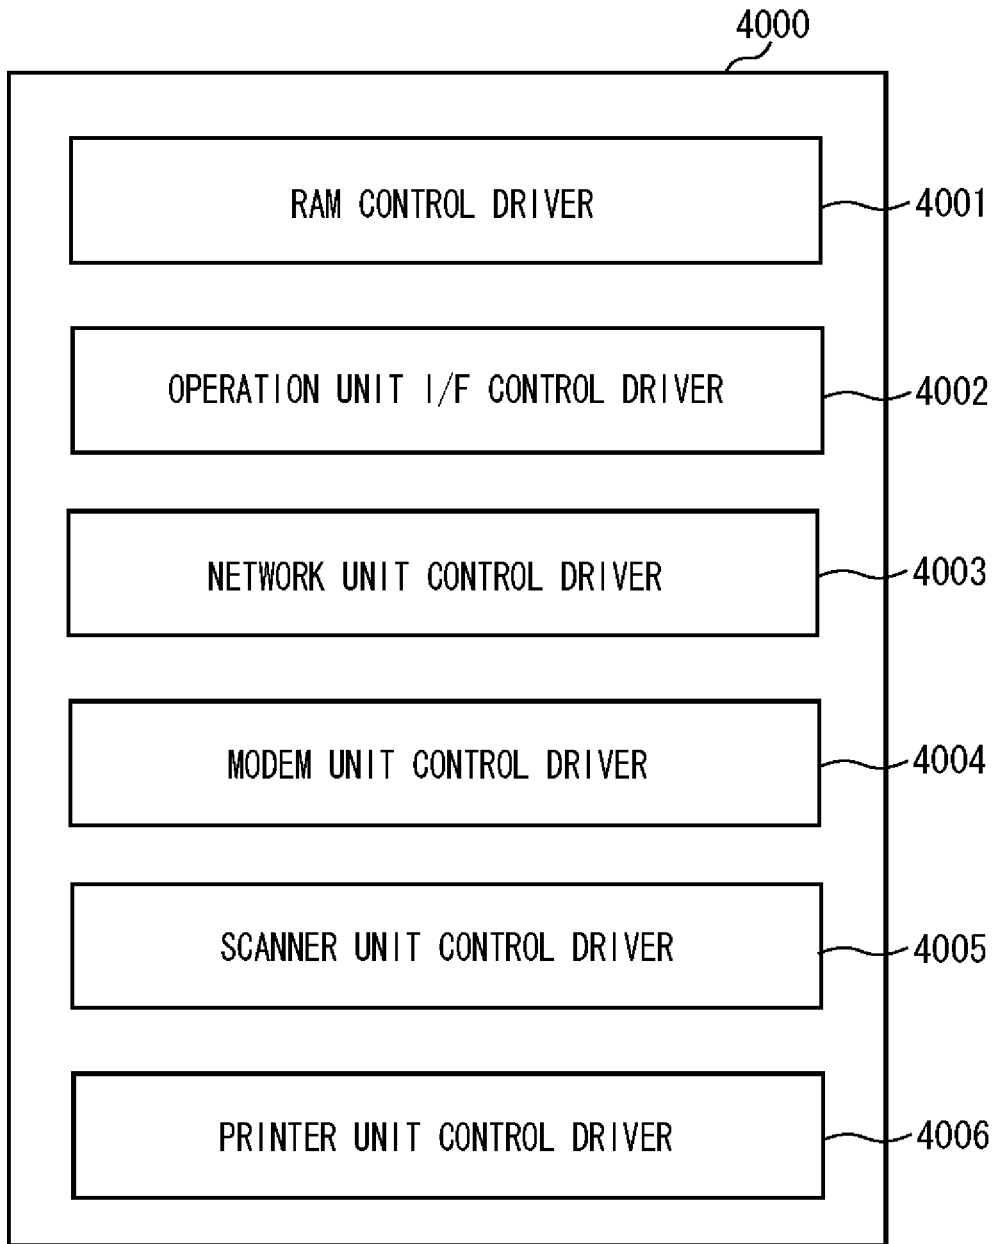 4000
RAM CONTROL DRIVER
4001
OPERATION UNIT I/F CONTROL DRIVER
4002
NETWORK UNIT CONTROL DRIVER
4003
MODEM UNIT CONTROL DRIVER
4004
SCANNER UNIT CONTROL DRIVER
4005
PRINTER UNIT CONTROL DRIVER
4006